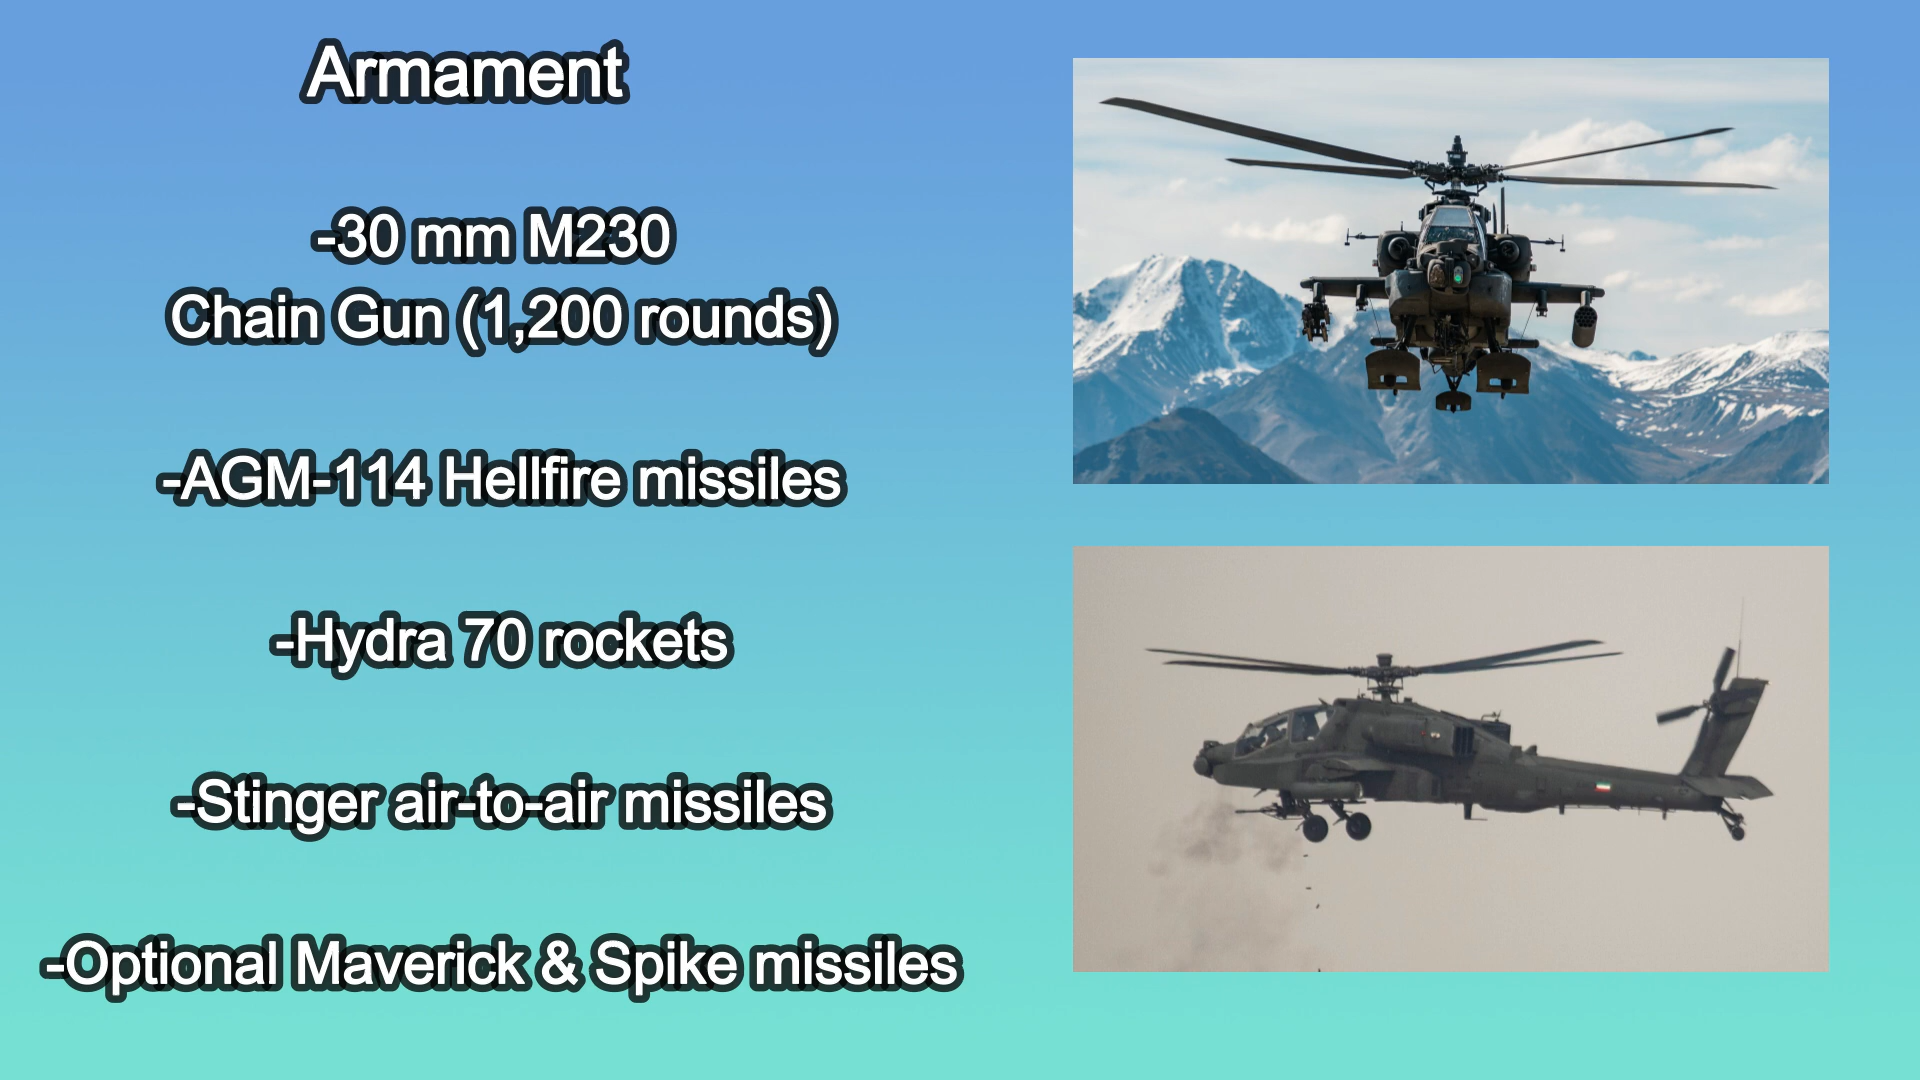 Armament
-30 mm M230
Chain Gun (1,200 rounds)
-AGM-114 Hellfire missiles
-Hydra 70 rockets
-Stinger air-to-air missiles
-Optional Maverick & Spike missiles